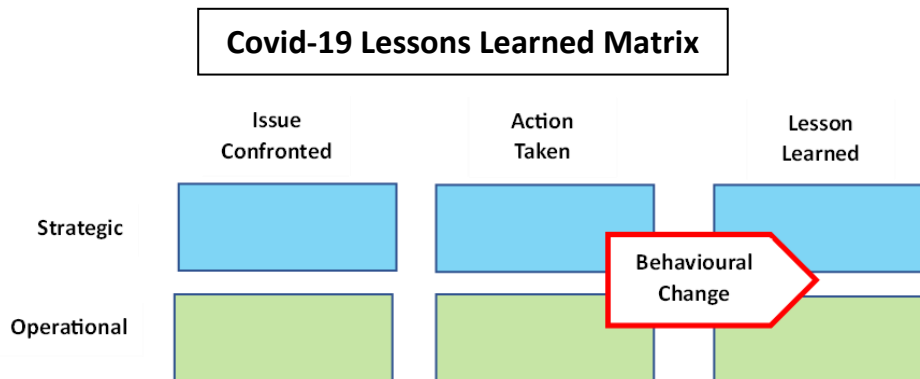 Covid-19 Lessons Learned Matrix
Issue
Confronted
Action
Taken
Lesson
Learned
Strategic
Behavioural
Change
Operational